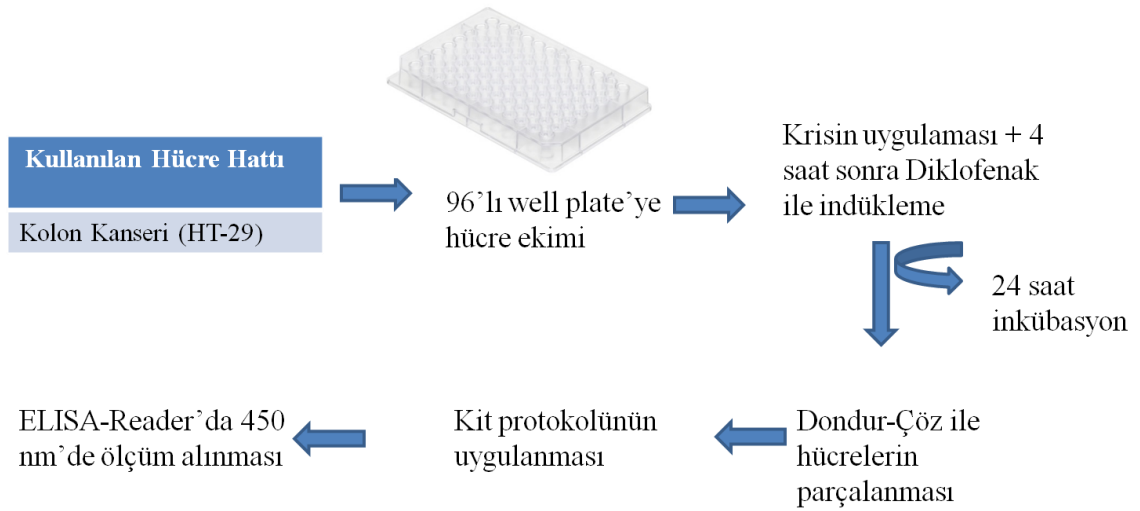 Kullanılan Hücre Hattı
Kolon Kanseri (HT-29)
96’lı well plate’ye
hücre ekimi
Krisin uygulaması + 4
saat sonra Diklofenak
ile indükleme
24 saat
inkübasyon
Dondur-Çöz ile
hücrelerin
parçalanması
Kit protokolünün
uygulanması
ELISA-Reader’da 450
nm’de ölçüm alınması